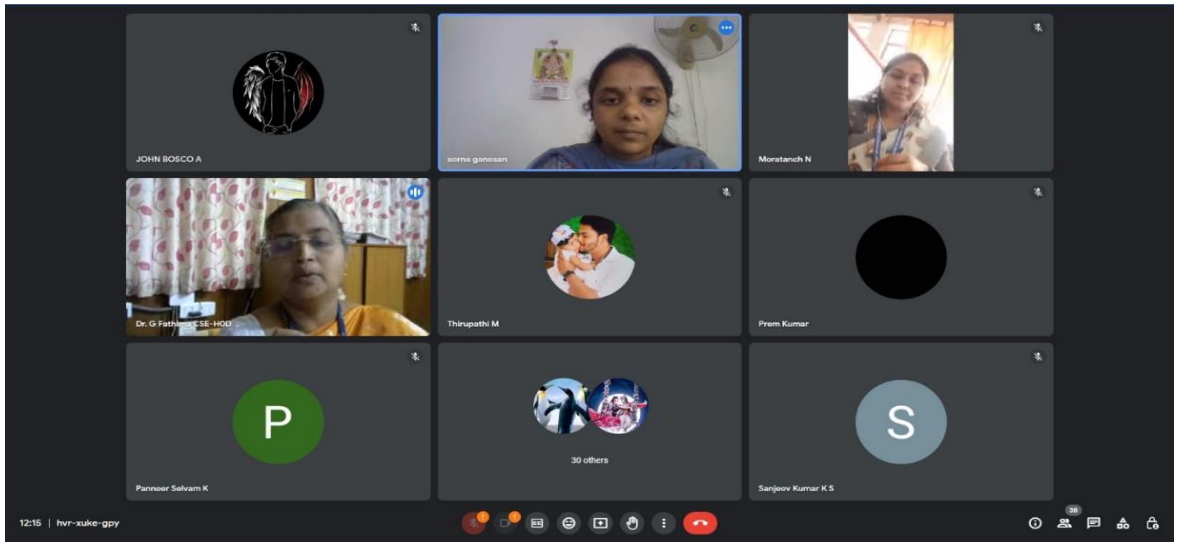 JOHN BOSCO A
sorna ganesan
Moratanch N
Dr. G Fathima CSE-HOD
Thirupathi M
Prem Kumar
P
Panneer Selvam K
30 others
S
Sanjeev Kumar K S
12:15 | hvr-xuke-gpy
CC
38